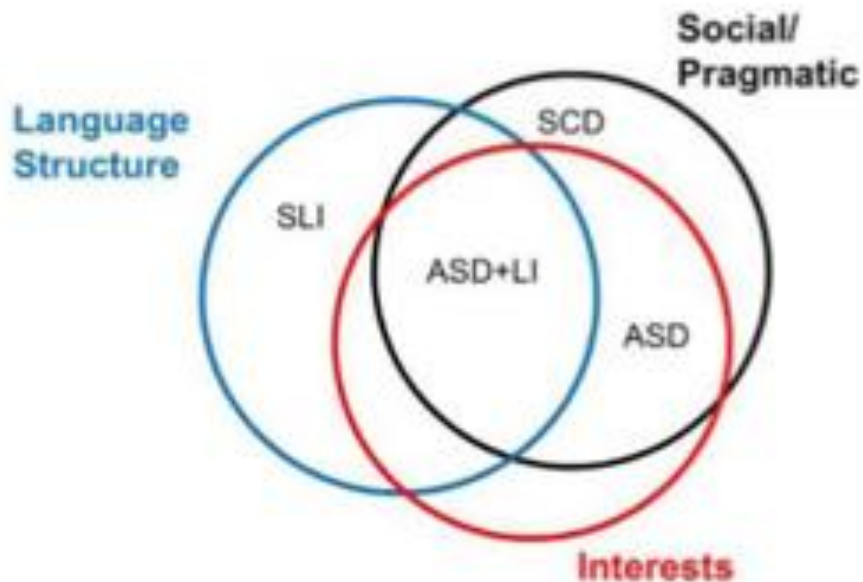 Social/
Pragmatic
Language
Structure
SCD
SLI
ASD+LI
ASD
Interests